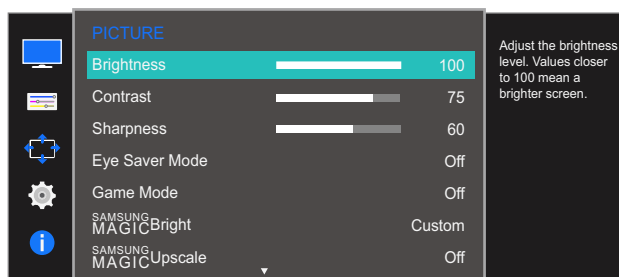 PICTURE
Brightness 100
Contrast 75
Sharpness 60
Eye Saver Mode Off
Game Mode Off
SAMSUNG MAGIC Bright Custom
SAMSUNG MAGIC Upscale Off
Adjust the brightness
level. Values closer
to 100 mean a
brighter screen.
i